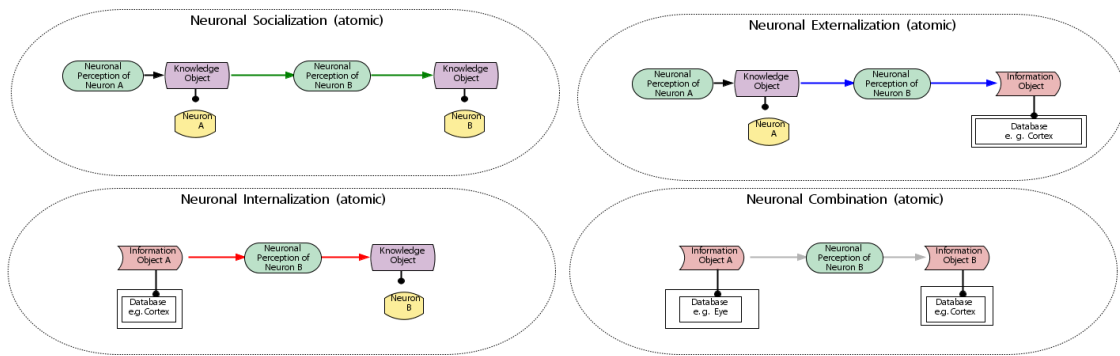 Neuronal Socialization (atomic)
Neuronal
Perception of
Neuron A
Knowledge
Object
Neuronal
Perception of
Neuron B
Knowledge
Object
Neuron
A
Neuron
B
Neuronal Externalization (atomic)
Neuronal
Perception of
Neuron A
Knowledge
Object
Neuronal
Perception of
Neuron B
Information
Object
Neuron
A
Database
e. g. Cortex
Neuronal Internalization (atomic)
Information
Object A
Neuronal
Perception of
Neuron B
Knowledge
Object
Database
e.g. Cortex
Neuron
B
Neuronal Combination (atomic)
Information
Object A
Neuronal
Perception of
Neuron B
Information
Object B
Database
e. g. Eye
Database
e.g. Cortex